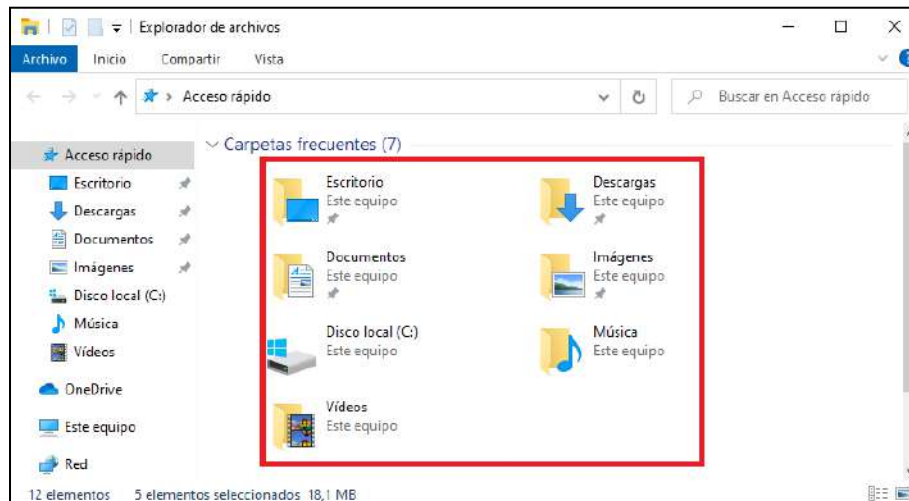 Explorador de archivos
Archivo Inicio Compartir Vista
Acceso rápido
Buscar en Acceso rápido
Acceso rápido
Escritorio
Descargas
Documentos
Imágenes
Disco local (C:)
Música
Vídeos
OneDrive
Este equipo
Red
Carpetas frecuentes (7)
Escritorio
Este equipo
Descargas
Este equipo
Documentos
Este equipo
Imágenes
Este equipo
Disco local (C:)
Este equipo
Música
Este equipo
Vídeos
Este equipo
12 elementos 5 elementos seleccionados 18,1 MB